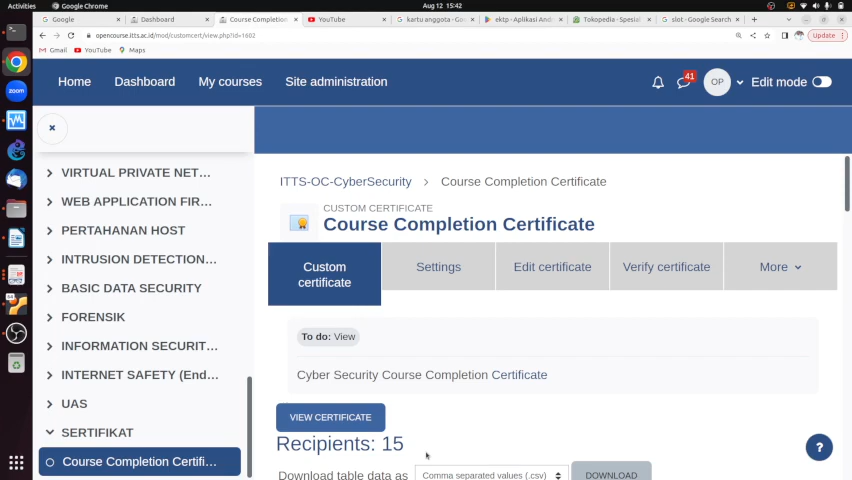 Activities
Google Chrome
Aug 12 15:42
Google
Dashboard
Course Completion
YouTube
kartu anggota - Goo
ektp - Aplikasi Andr
Tokopedia - Spesial
slot - Google Search
opencourse.itts.ac.id/mod/customcert/view.php?id=1602
Update
Gmail
YouTube
Maps
Home
Dashboard
My courses
Site administration
41
OP
Edit mode
zoom
VIRTUAL PRIVATE NET...
WEB APPLICATION FIR...
PERTAHANAN HOST
INTRUSION DETECTION...
BASIC DATA SECURITY
FORENSIK
INFORMATION SECURIT...
INTERNET SAFETY (End...
UAS
SERTIFIKAT
Course Completion Certifi...
ITTS-OC-CyberSecurity
Course Completion Certificate
CUSTOM CERTIFICATE
Course Completion Certificate
Custom
certificate
Settings
Edit certificate
Verify certificate
More
To do: View
Cyber Security Course Completion Certificate
VIEW CERTIFICATE
Recipients: 15
Download table data as
Comma separated values (.csv)
DOWNLOAD
?